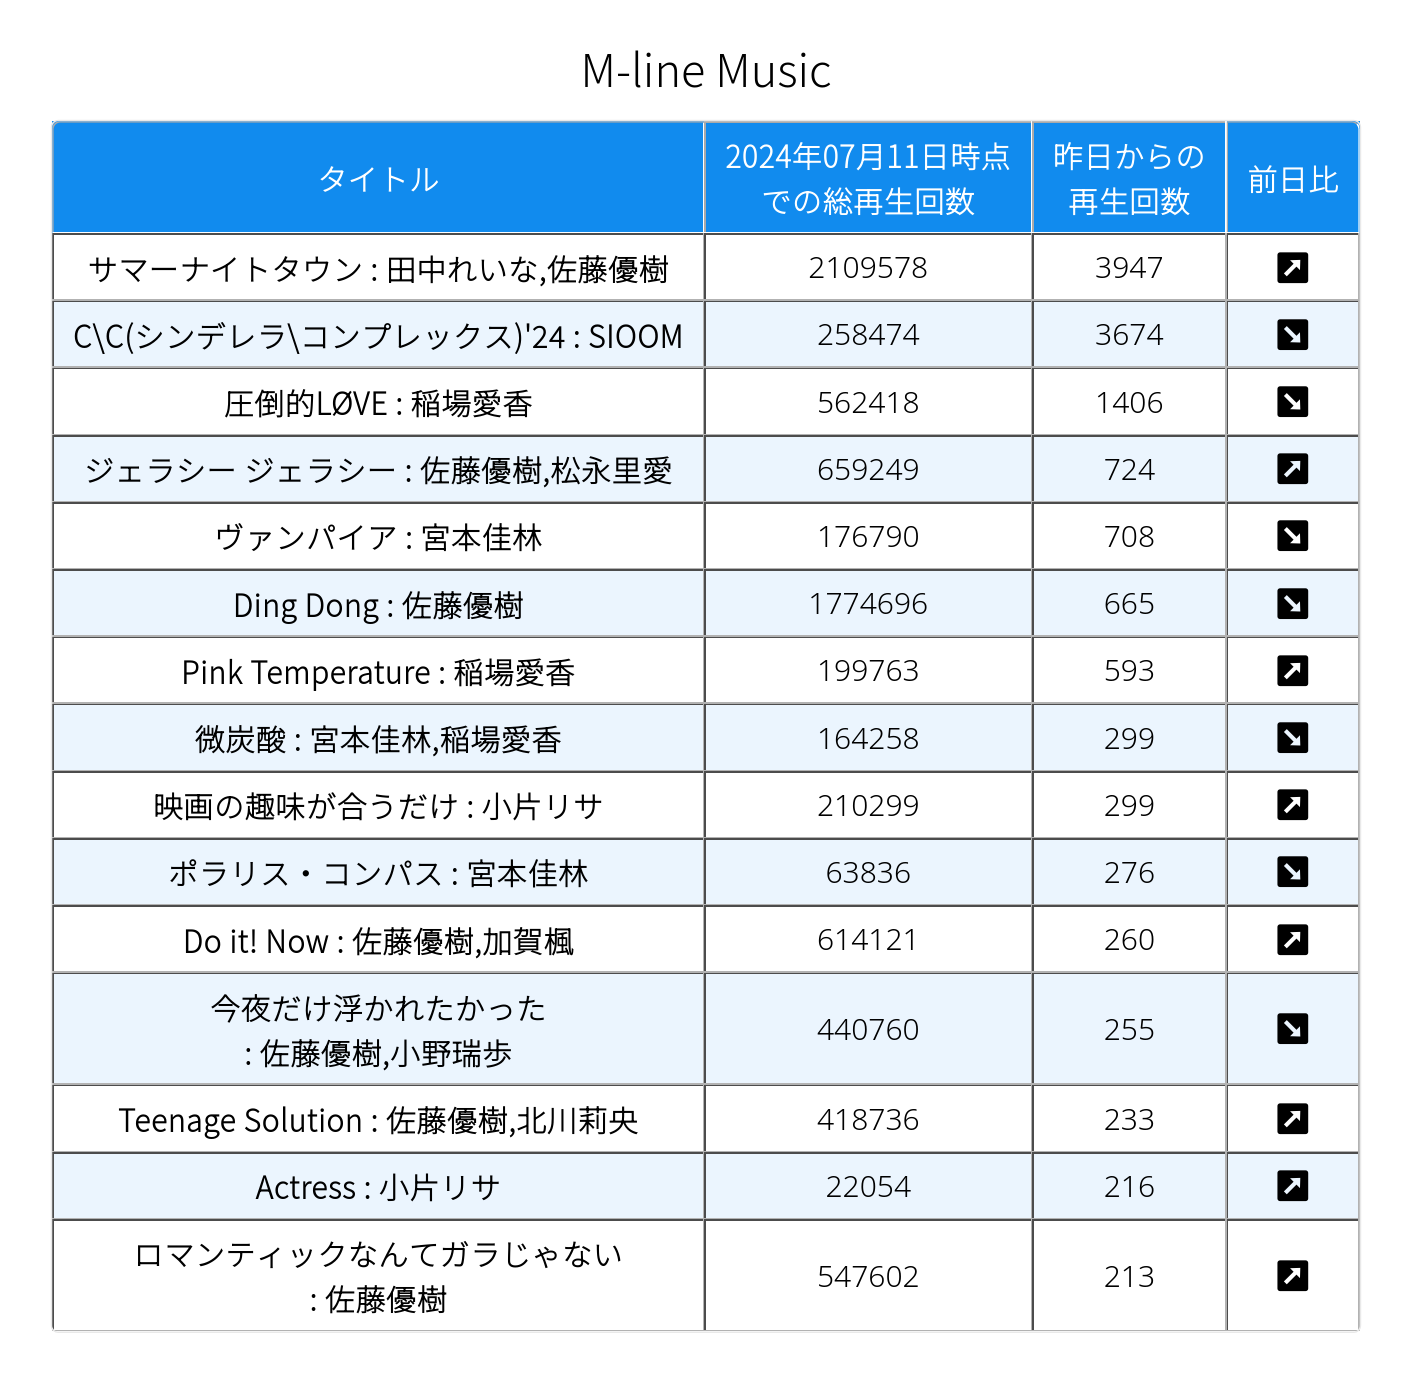 M-line Music
タイトル
2024年07月11日時点
での総再生回数
昨日からの
再生回数
前日比
サマーナイトタウン : 田中れいな,佐藤優樹 2109578 3947 ↗
C\C(シンデレラ\コンプレックス)'24 : SIOOM 258474 3674 ↘
圧倒的LØVE : 稲場愛香 562418 1406 ↘
ジェラシー ジェラシー : 佐藤優樹,松永里愛 659249 724 ↗
ヴァンパイア : 宮本佳林 176790 708 ↘
Ding Dong : 佐藤優樹 1774696 665 ↘
Pink Temperature : 稲場愛香 199763 593 ↗
微炭酸 : 宮本佳林,稲場愛香 164258 299 ↘
映画の趣味が合うだけ : 小片リサ 210299 299 ↗
ポラリス・コンパス : 宮本佳林 63836 276 ↘
Do it! Now : 佐藤優樹,加賀楓 614121 260 ↗
今夜だけ浮かれたかった
: 佐藤優樹,小野瑞歩 440760 255 ↘
Teenage Solution : 佐藤優樹,北川莉央 418736 233 ↗
Actress : 小片リサ 22054 216 ↗
ロマンティックなんてガラじゃない
: 佐藤優樹 547602 213 ↗